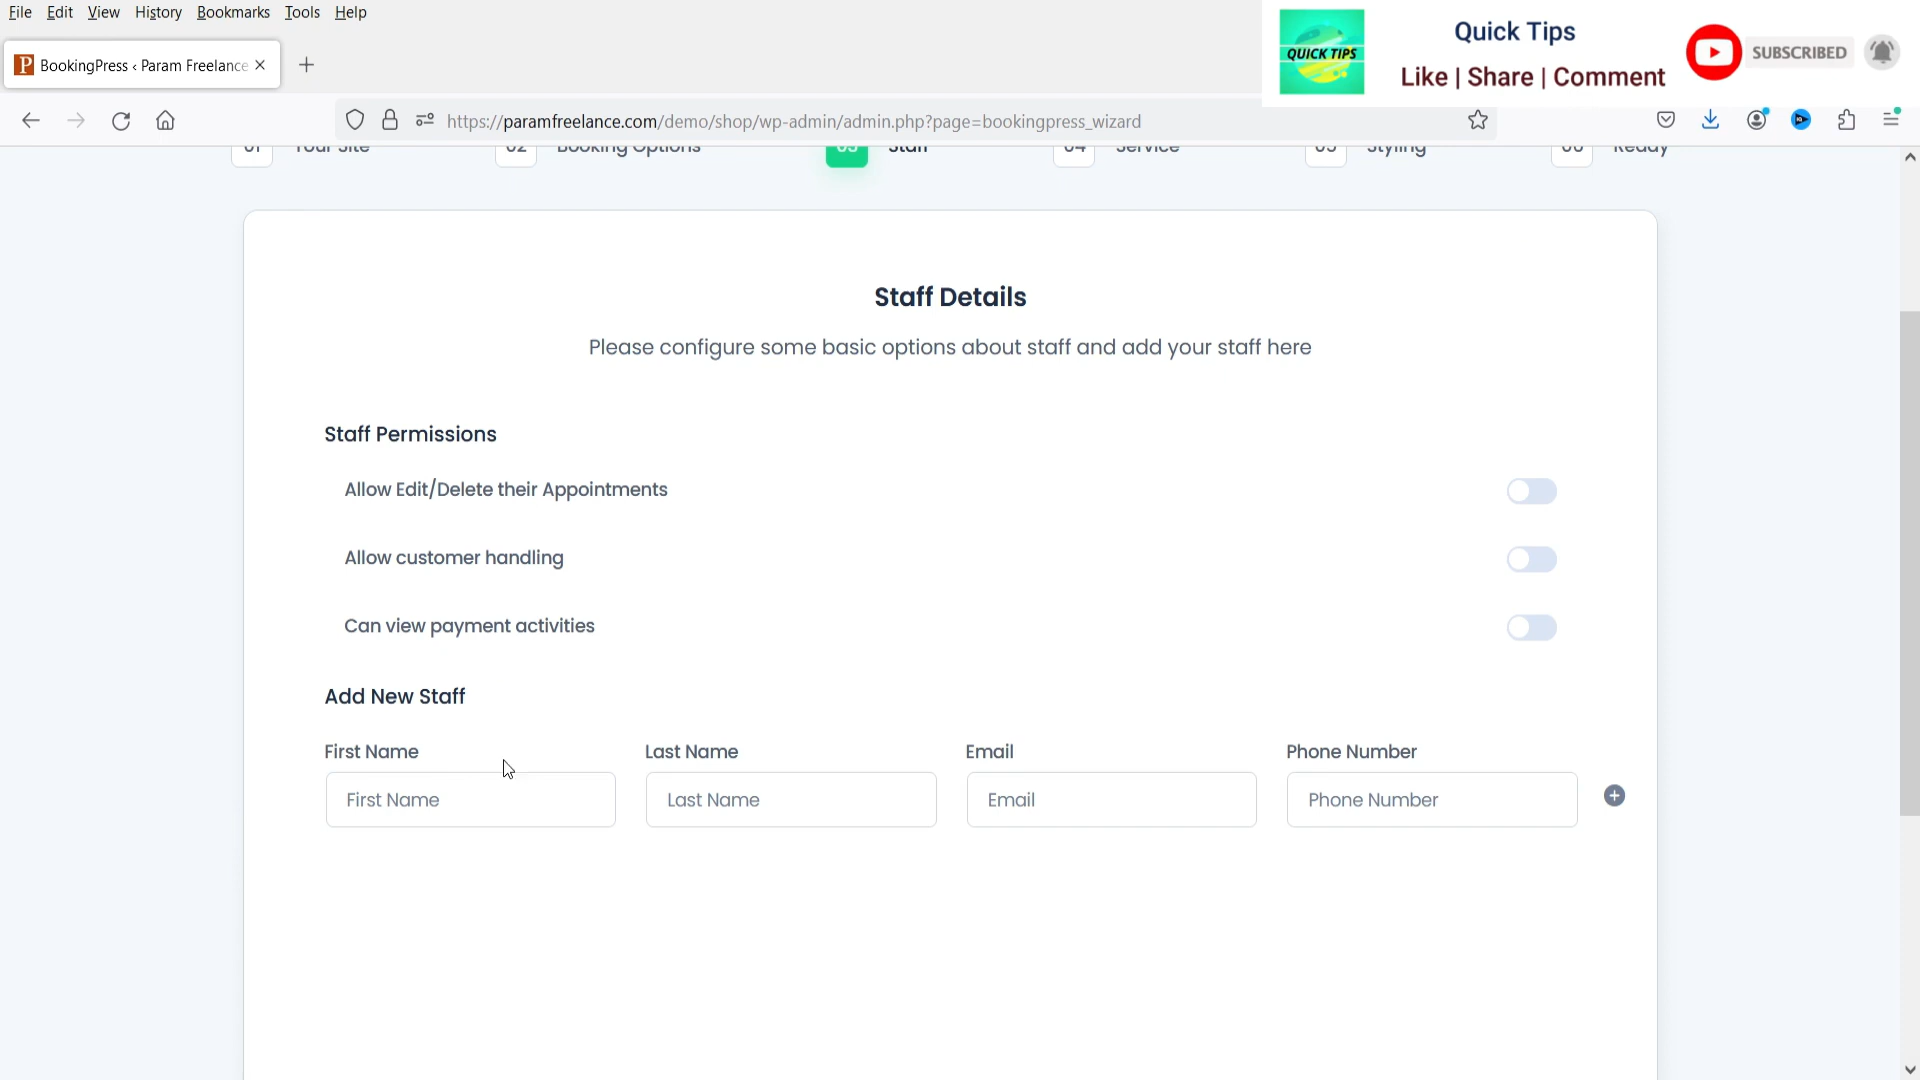 File Edit View History Bookmarks Tools Help
QUICK TIPS
Quick Tips
Like | Share | Comment
SUBSCRIBED
BookingPress ‹ Param Freelance
https://paramfreelance.com/demo/shop/wp-admin/admin.php?page=bookingpress_wizard
01 Your Site 02 Booking Options 03 Staff 04 Service 05 Styling 06 Ready
Staff Details
Please configure some basic options about staff and add your staff here
Staff Permissions
Allow Edit/Delete their Appointments
Allow customer handling
Can view payment activities
Add New Staff
First Name Last Name Email Phone Number
First Name Last Name Email Phone Number